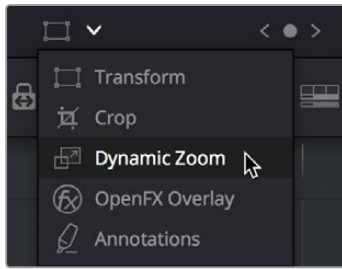 Transform
Crop
Dynamic Zoom
OpenFX Overlay
Annotations